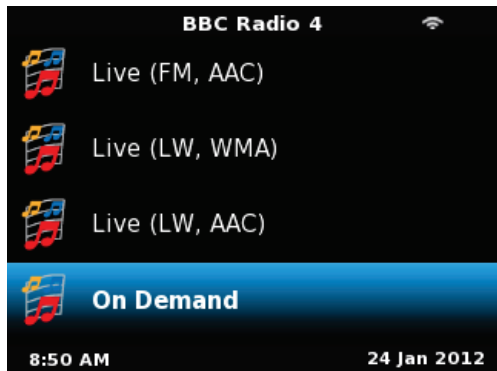 BBC Radio 4
Live (FM, AAC)
Live (LW, WMA)
Live (LW, AAC)
On Demand
8:50 AM 24 Jan 2012